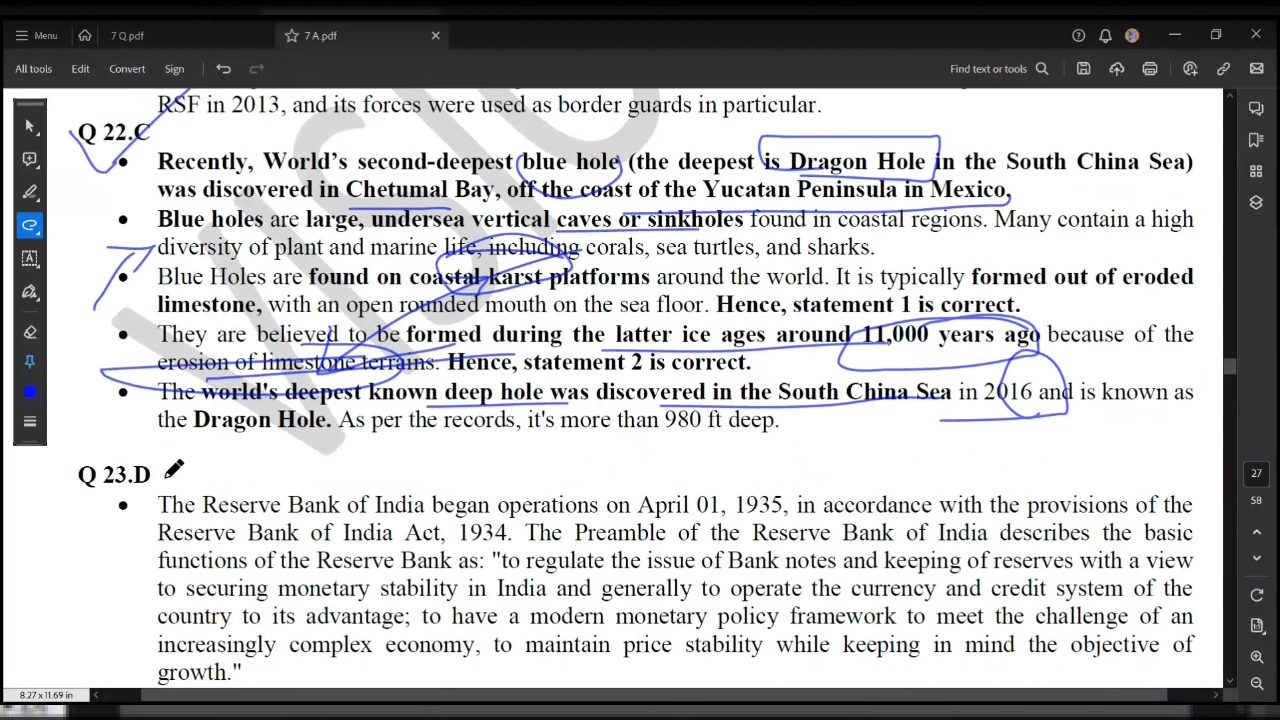 Menu
7 Q.pdf
7 A.pdf
All tools
Edit
Convert
Sign
Find text or tools
RSF in 2013, and its forces were used as border guards in particular.
Q 22.C
• Recently, World's second-deepest blue hole (the deepest is Dragon Hole in the South China Sea)
was discovered in Chetumal Bay, off the coast of the Yucatan Peninsula in Mexico,
• Blue holes are large, undersea vertical caves or sinkholes found in coastal regions. Many contain a high
diversity of plant and marine life, including corals, sea turtles, and sharks.
• Blue Holes are found on coastal karst platforms around the world. It is typically formed out of eroded
limestone, with an open rounded mouth on the sea floor. Hence, statement 1 is correct.
• They are believed to be formed during the latter ice ages around 11,000 years ago because of the
erosion of limestone terrains. Hence, statement 2 is correct.
• The world's deepest known deep hole was discovered in the South China Sea in 2016 and is known as
the Dragon Hole. As per the records, it's more than 980 ft deep.
Q 23.D
• The Reserve Bank of India began operations on April 01, 1935, in accordance with the provisions of the
Reserve Bank of India Act, 1934. The Preamble of the Reserve Bank of India describes the basic
functions of the Reserve Bank as: "to regulate the issue of Bank notes and keeping of reserves with a view
to securing monetary stability in India and generally to operate the currency and credit system of the
country to its advantage; to have a modern monetary policy framework to meet the challenge of an
increasingly complex economy, to maintain price stability while keeping in mind the objective of
growth."
27
58
8.27 x 11.69 in